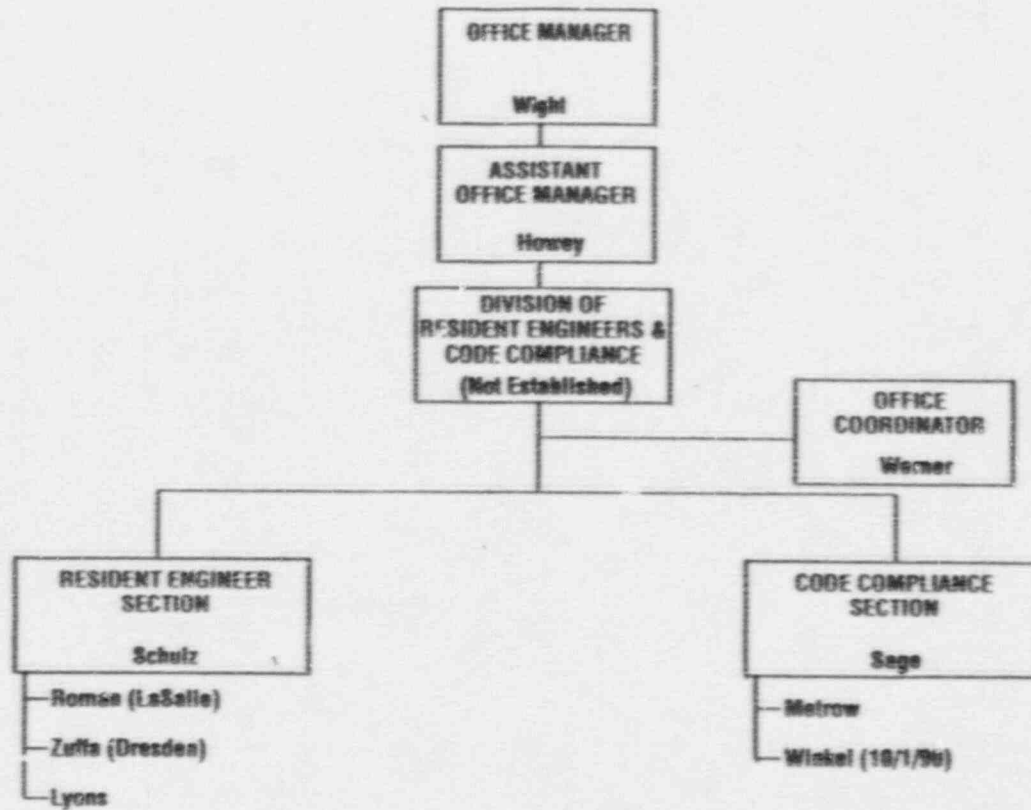 OFFICE MANAGER
Wight
ASSISTANT
OFFICE MANAGER
Howey
DIVISION OF
RESIDENT ENGINEERS &
CODE COMPLIANCE
(Not Established)
OFFICE
COORDINATOR
Werner
RESIDENT ENGINEER
SECTION
Schulz
Roman (LaSalle)
Zuffa (Dresden)
Lyons
CODE COMPLIANCE
SECTION
Sage
Metrow
Winkel